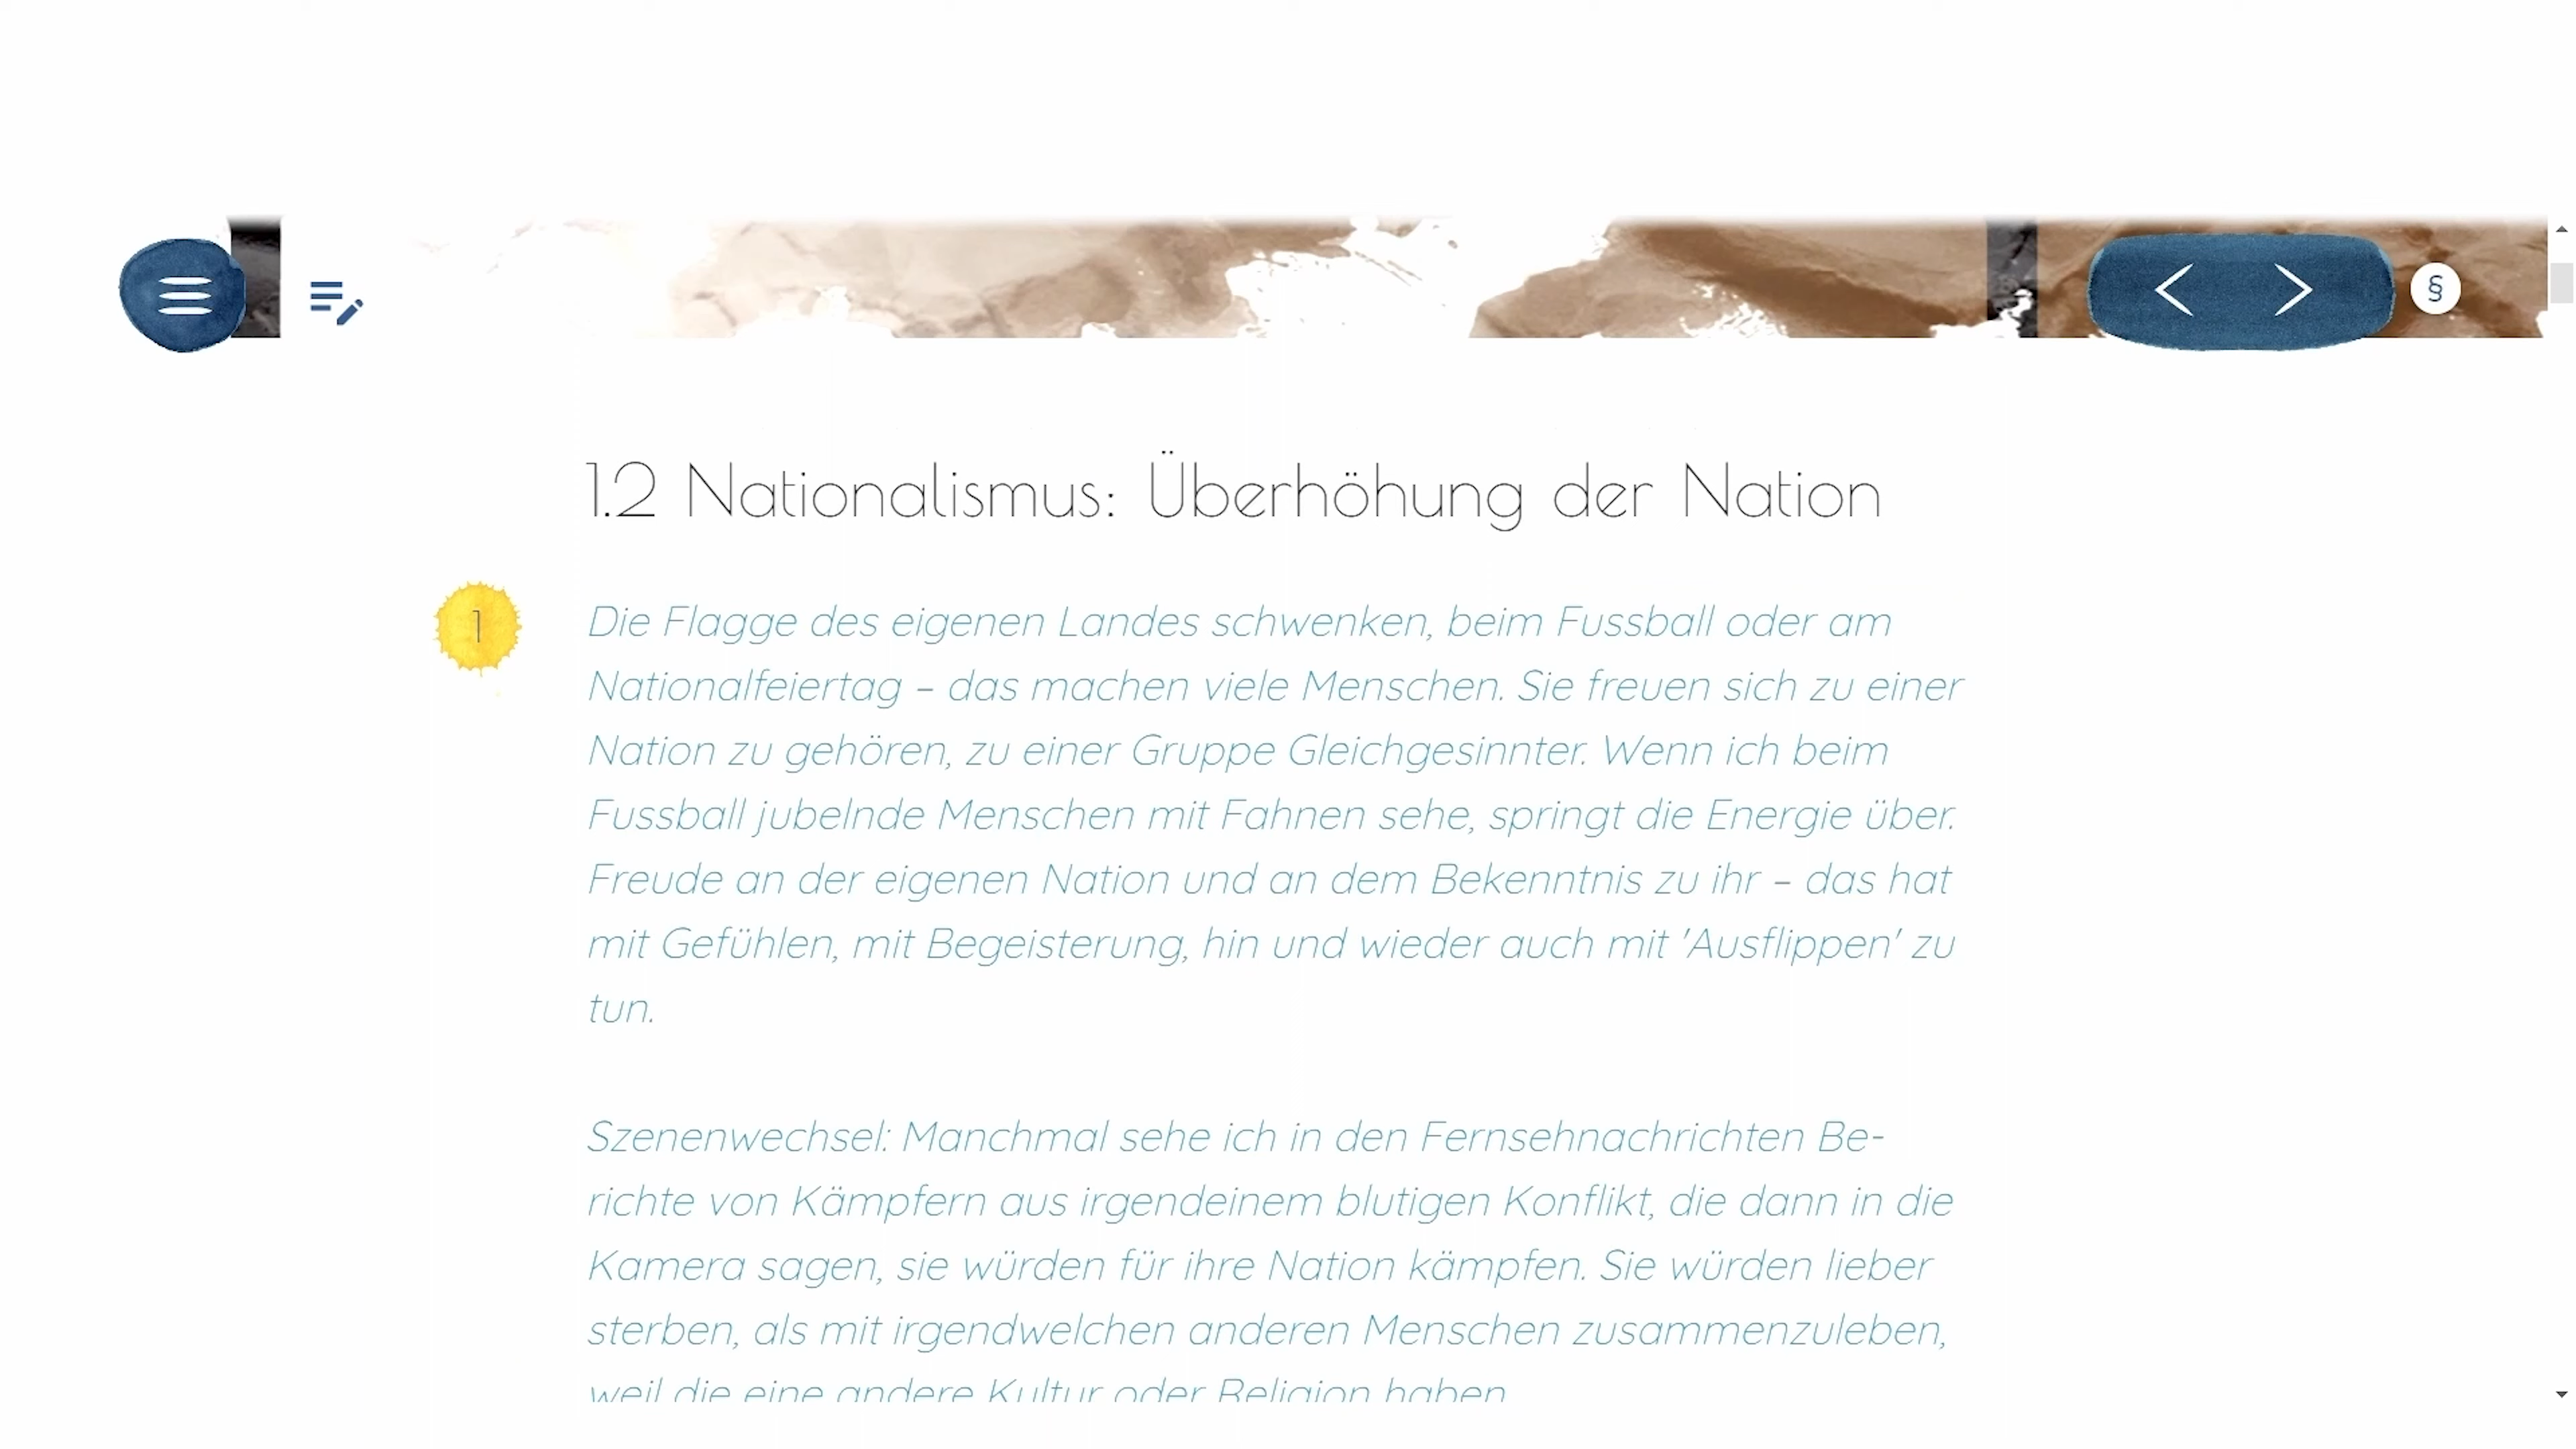 §
1.2 Nationalismus: Überhöhung der Nation
1
Die Flagge des eigenen Landes schwenken, beim Fussball oder am
Nationalfeiertag – das machen viele Menschen. Sie freuen sich zu einer
Nation zu gehören, zu einer Gruppe Gleichgesinnter. Wenn ich beim
Fussball jubelnde Menschen mit Fahnen sehe, springt die Energie über.
Freude an der eigenen Nation und an dem Bekenntnis zu ihr – das hat
mit Gefühlen, mit Begeisterung, hin und wieder auch mit 'Ausflippen' zu
tun.
Szenenwechsel: Manchmal sehe ich in den Fernsehnachrichten Be-
richte von Kämpfern aus irgendeinem blutigen Konflikt, die dann in die
Kamera sagen, sie würden für ihre Nation kämpfen. Sie würden lieber
sterben, als mit irgendwelchen anderen Menschen zusammenzuleben,
weil die eine andere Kultur oder Religion haben